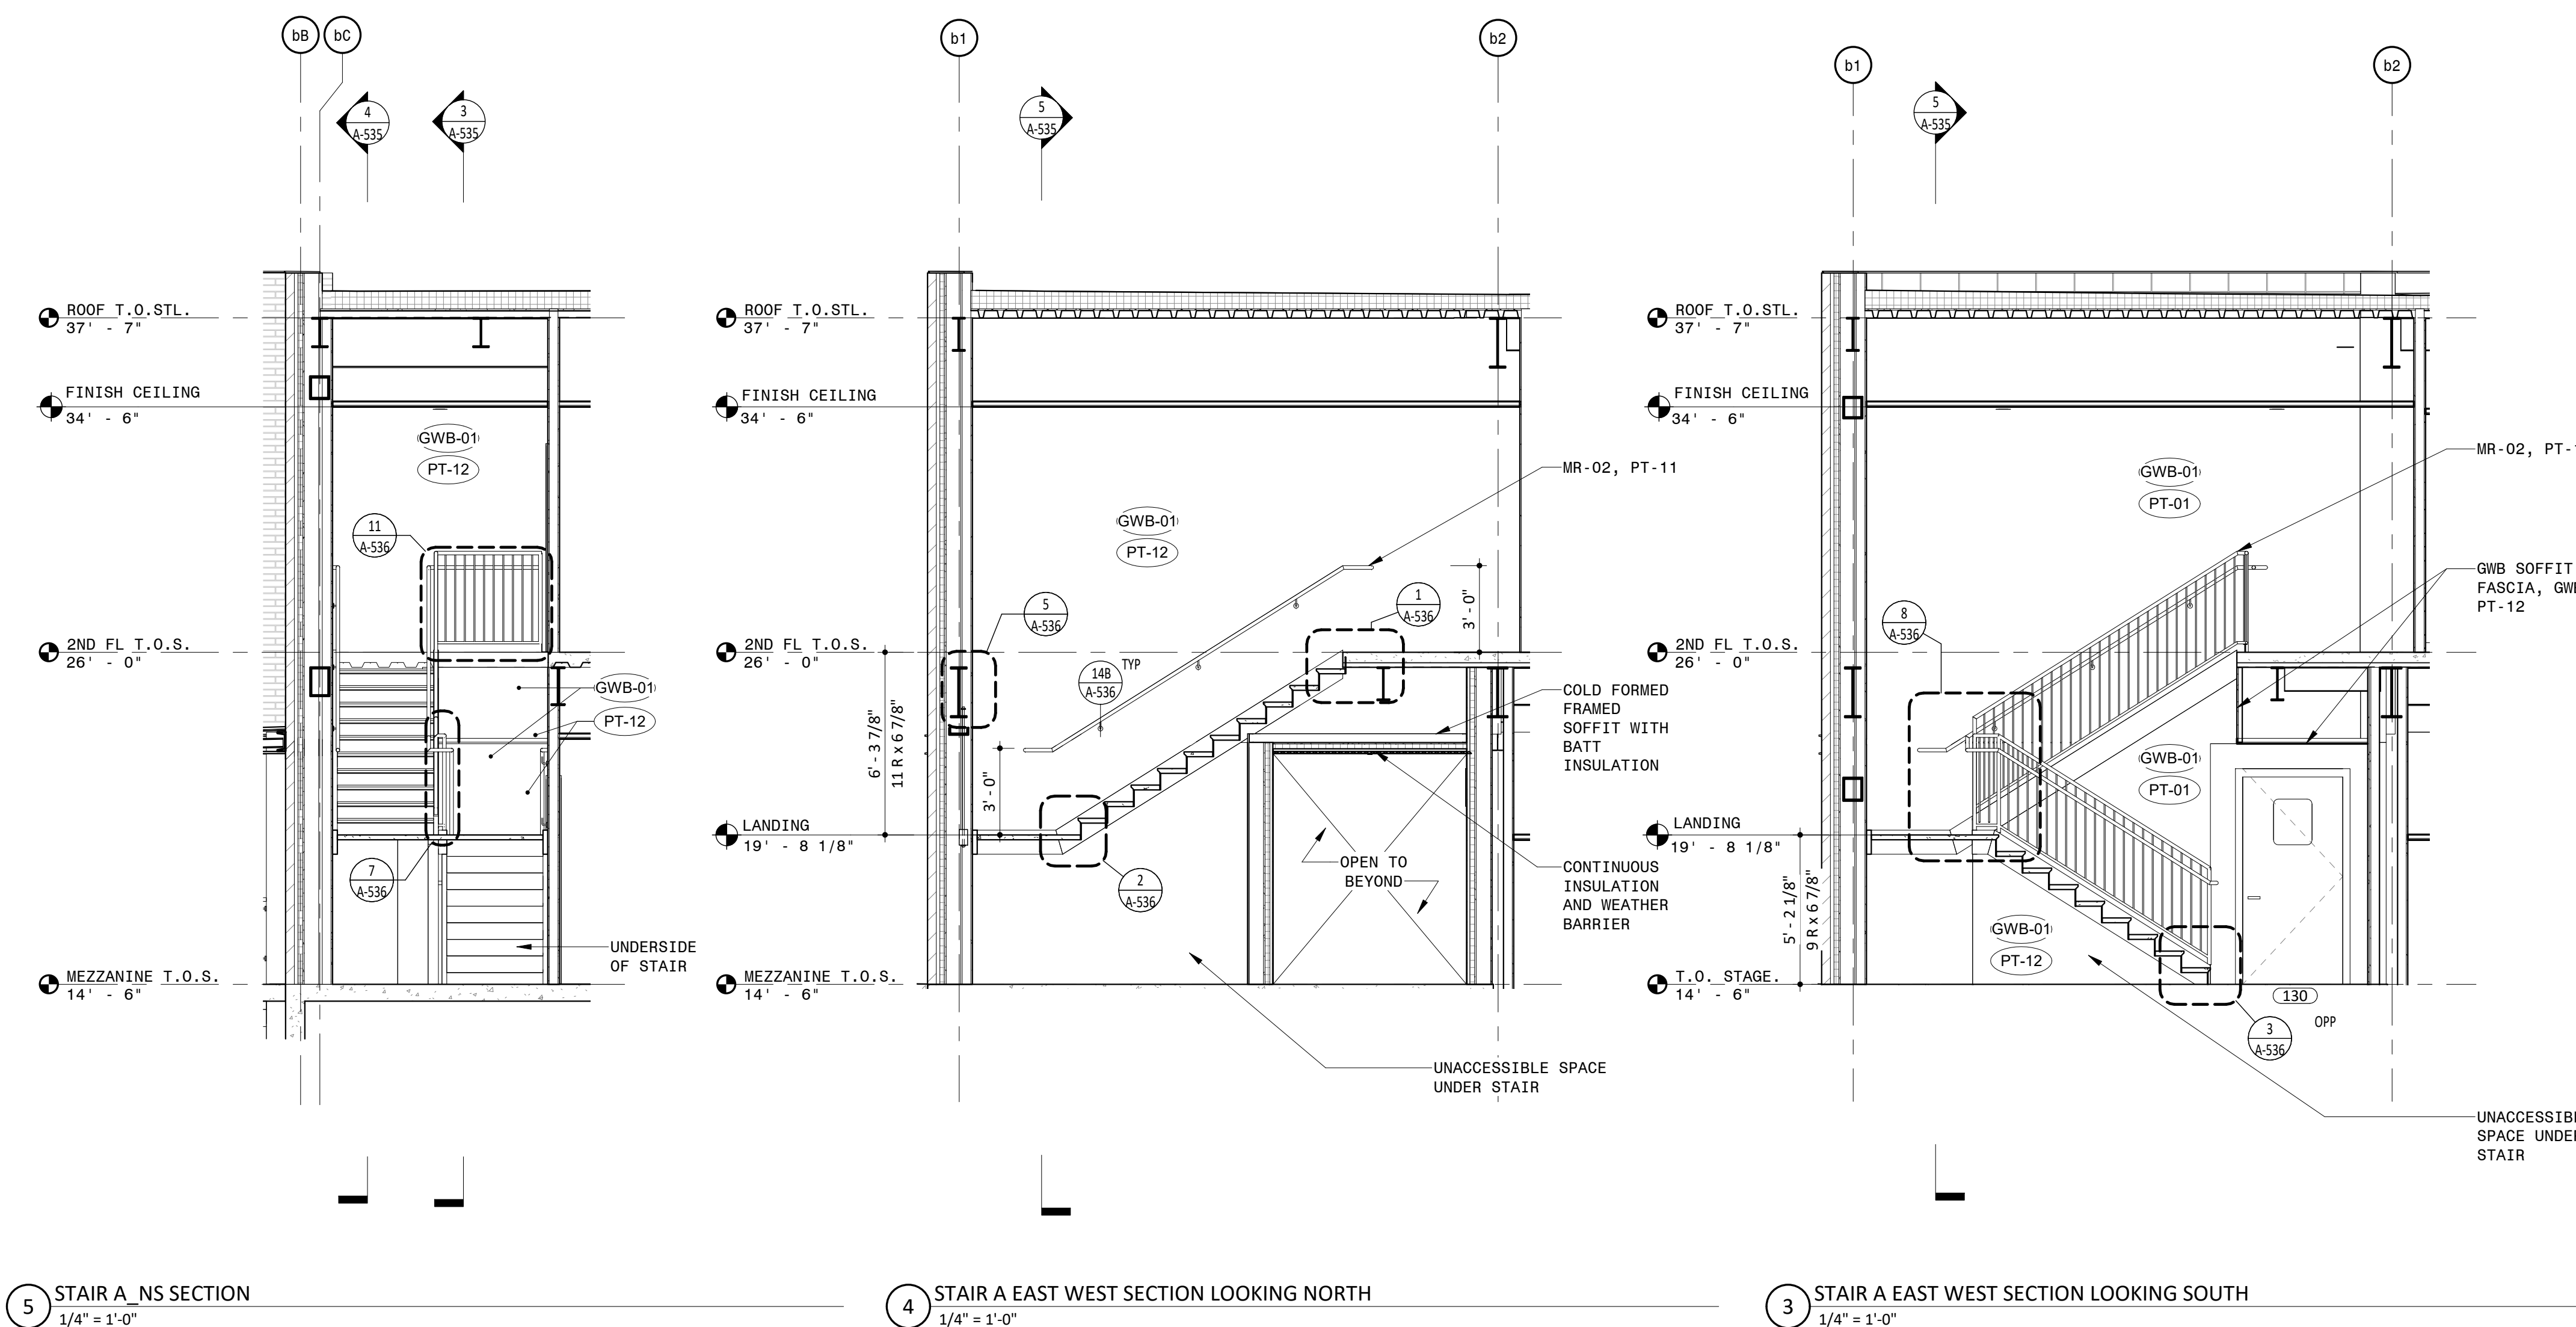 bB
bC
4
A-535
3
A-535
ROOF T.O.STL.
37' - 7"
FINISH CEILING
34' - 6"
GWB-01
PT-12
11
A-536
2ND FL T.O.S.
26' - 0"
GWB-01
PT-12
7
A-536
UNDERSIDE
OF STAIR
MEZZANINE T.O.S.
14' - 6"
5
STAIR A_NS SECTION
1/4" = 1'-0"
b1
b2
5
A-535
ROOF T.O.STL.
37' - 7"
FINISH CEILING
34' - 6"
MR-02, PT-11
GWB-01
PT-12
5
A-536
1
A-536
3' - 0"
2ND FL T.O.S.
26' - 0"
14B
A-536
TYP
COLD FORMED
FRAMED
SOFFIT WITH
BATT
INSULATION
6' - 3 7/8"
11 R x 6 7/8"
3' - 0"
LANDING
19' - 8 1/8"
OPEN TO
BEYOND
CONTINUOUS
INSULATION
AND WEATHER
BARRIER
2
A-536
MEZZANINE T.O.S.
14' - 6"
UNACCESSIBLE SPACE
UNDER STAIR
4
STAIR A EAST WEST SECTION LOOKING NORTH
1/4" = 1'-0"
b1
b2
5
A-535
ROOF T.O.STL.
37' - 7"
FINISH CEILING
34' - 6"
MR-02, PT-
GWB-01
PT-01
GWB SOFFIT
FASCIA, GW
PT-12
8
A-536
2ND FL T.O.S.
26' - 0"
GWB-01
PT-01
LANDING
19' - 8 1/8"
5' - 2 1/8"
9 R x 6 7/8"
GWB-01
PT-12
T.O. STAGE.
14' - 6"
130
OPP
3
A-536
UNACCESSIB
SPACE UNDE
STAIR
3
STAIR A EAST WEST SECTION LOOKING SOUTH
1/4" = 1'-0"